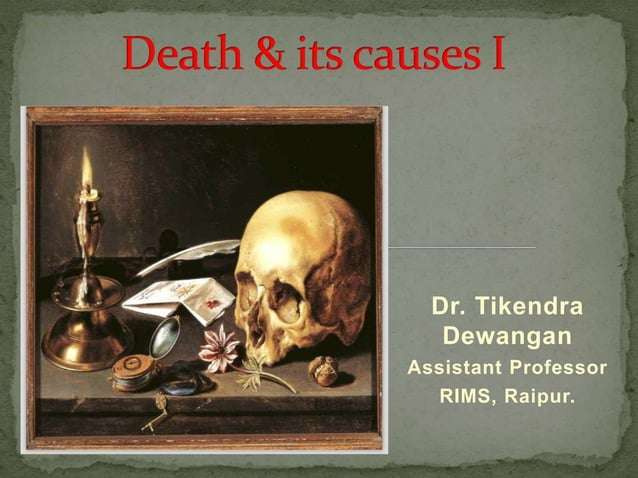 Death & its causes I
Dr. Tikendra
Dewangan
Assistant Professor
RIMS, Raipur.